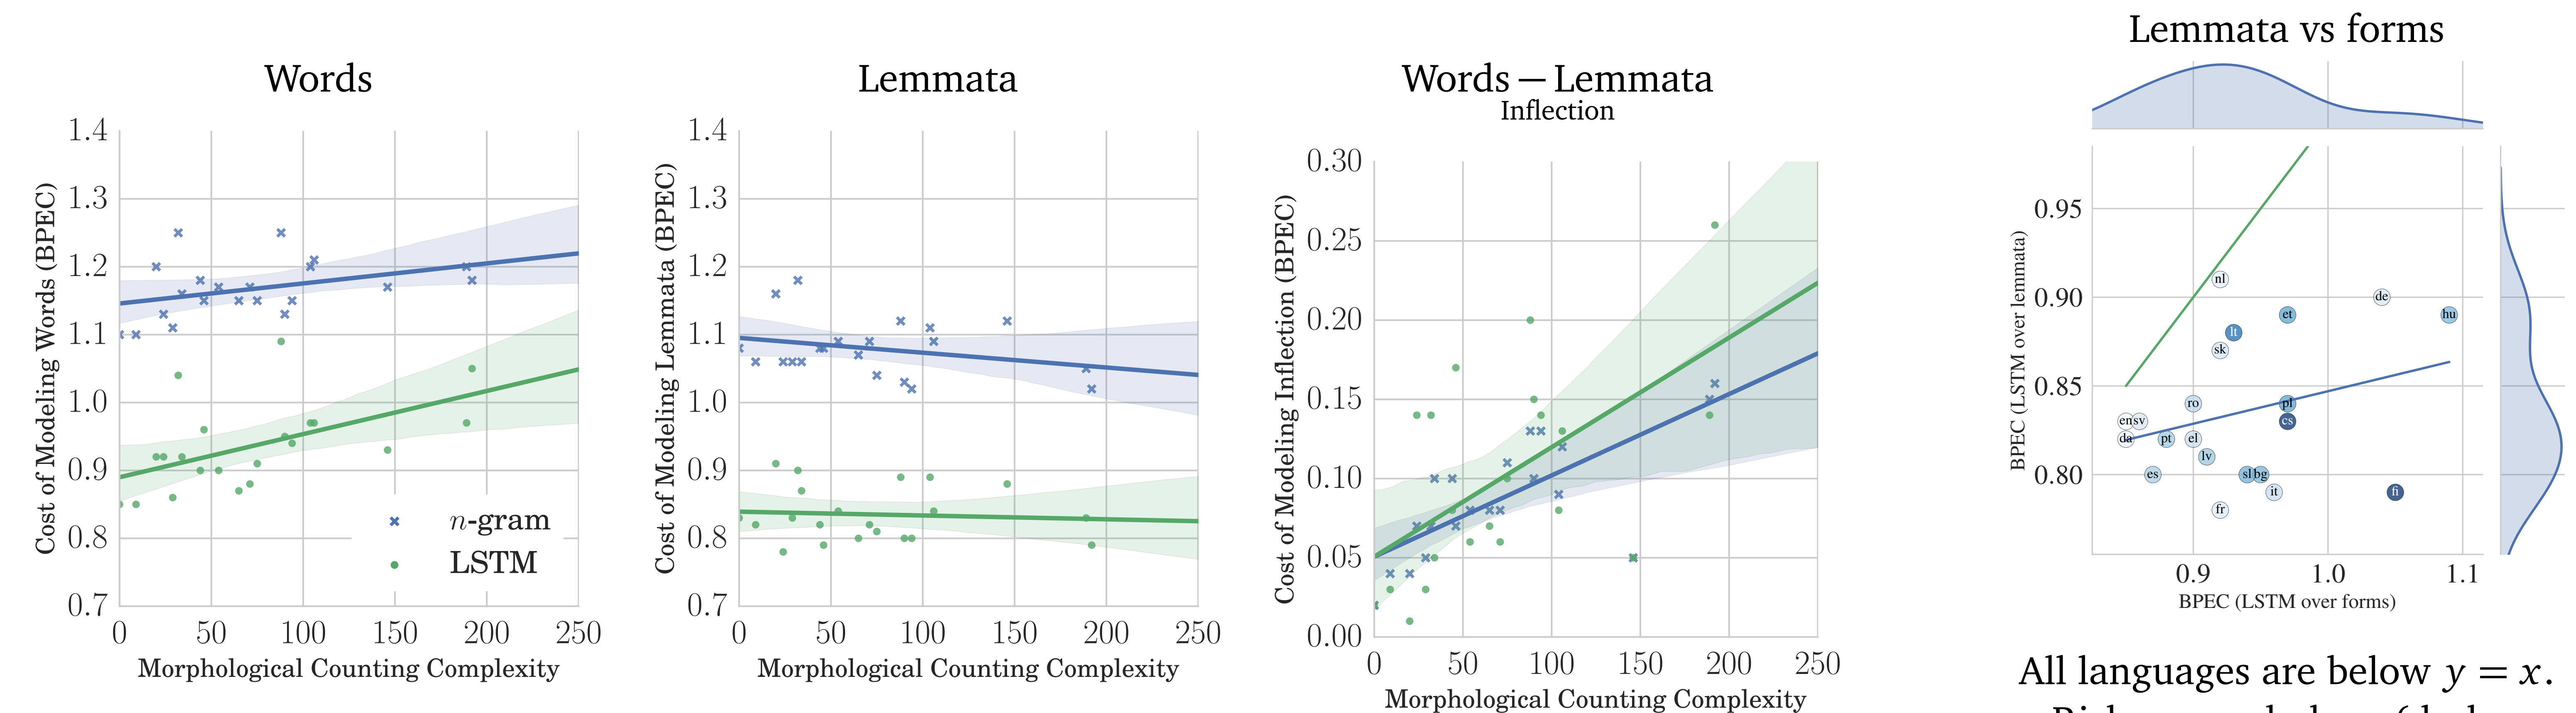 Words
Cost of Modeling Words (BPEC)
1.4
1.3
1.2
1.1
1.0
0.9
0.8
0.7
n-gram
LSTM
0 50 100 150 200 250
Morphological Counting Complexity
Lemmata
Cost of Modeling Lemmata (BPEC)
1.4
1.3
1.2
1.1
1.0
0.9
0.8
0.7
0 50 100 150 200 250
Morphological Counting Complexity
Words – Lemmata
Inflection
Cost of Modeling Inflection (BPEC)
0.30
0.25
0.20
0.15
0.10
0.05
0.00
0 50 100 150 200 250
Morphological Counting Complexity
Lemmata vs forms
BPEC (LSTM over lemmata)
0.95
0.90
0.85
0.80
nl
de
et
hu
lt
sk
ro
pl
en sv
cs
da
pt
el
lv
es
sl bg
it
fi
fr
0.9 1.0 1.1
BPEC (LSTM over forms)
All languages are below y = x.